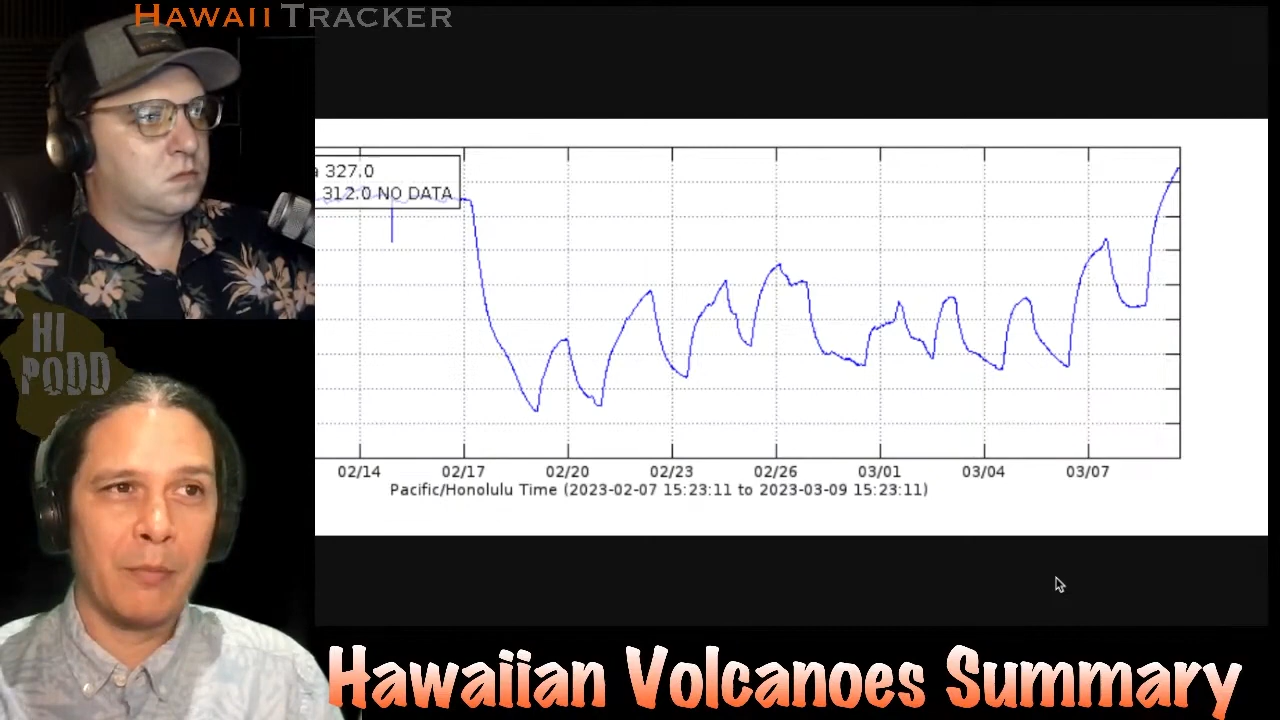 HAWAII TRACKER
327.0
312.0 NO DATA
HI
PODD
02/14 02/17 02/20 02/23 02/26 03/01 03/04 03/07
Pacific/Honolulu Time (2023-02-07 15:23:11 to 2023-03-09 15:23:11)
Hawaiian Volcanoes Summary